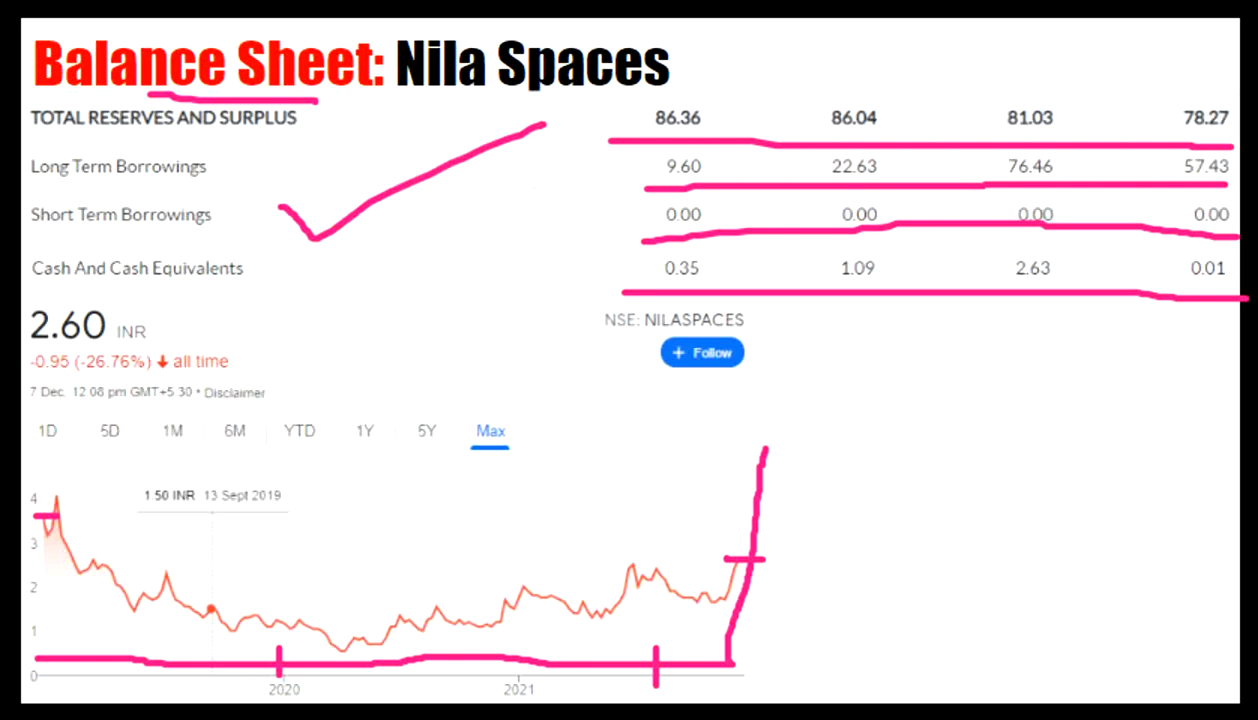 Balance Sheet: Nila Spaces
TOTAL RESERVES AND SURPLUS 86.36 86.04 81.03 78.27
Long Term Borrowings 9.60 22.63 76.46 57.43
Short Term Borrowings 0.00 0.00 0.00 0.00
Cash And Cash Equivalents 0.35 1.09 2.63 0.01
2.60 INR
NSE: NILASPACES
+ Follow
-0.95 (-26.76%) ↓ all time
7 Dec, 12 08 pm GMT+5 30 • Disclaimer
1D 5D 1M 6M YTD 1Y 5Y Max
1 50 INR 13 Sept 2019
4
3
2
1
0
2020 2021